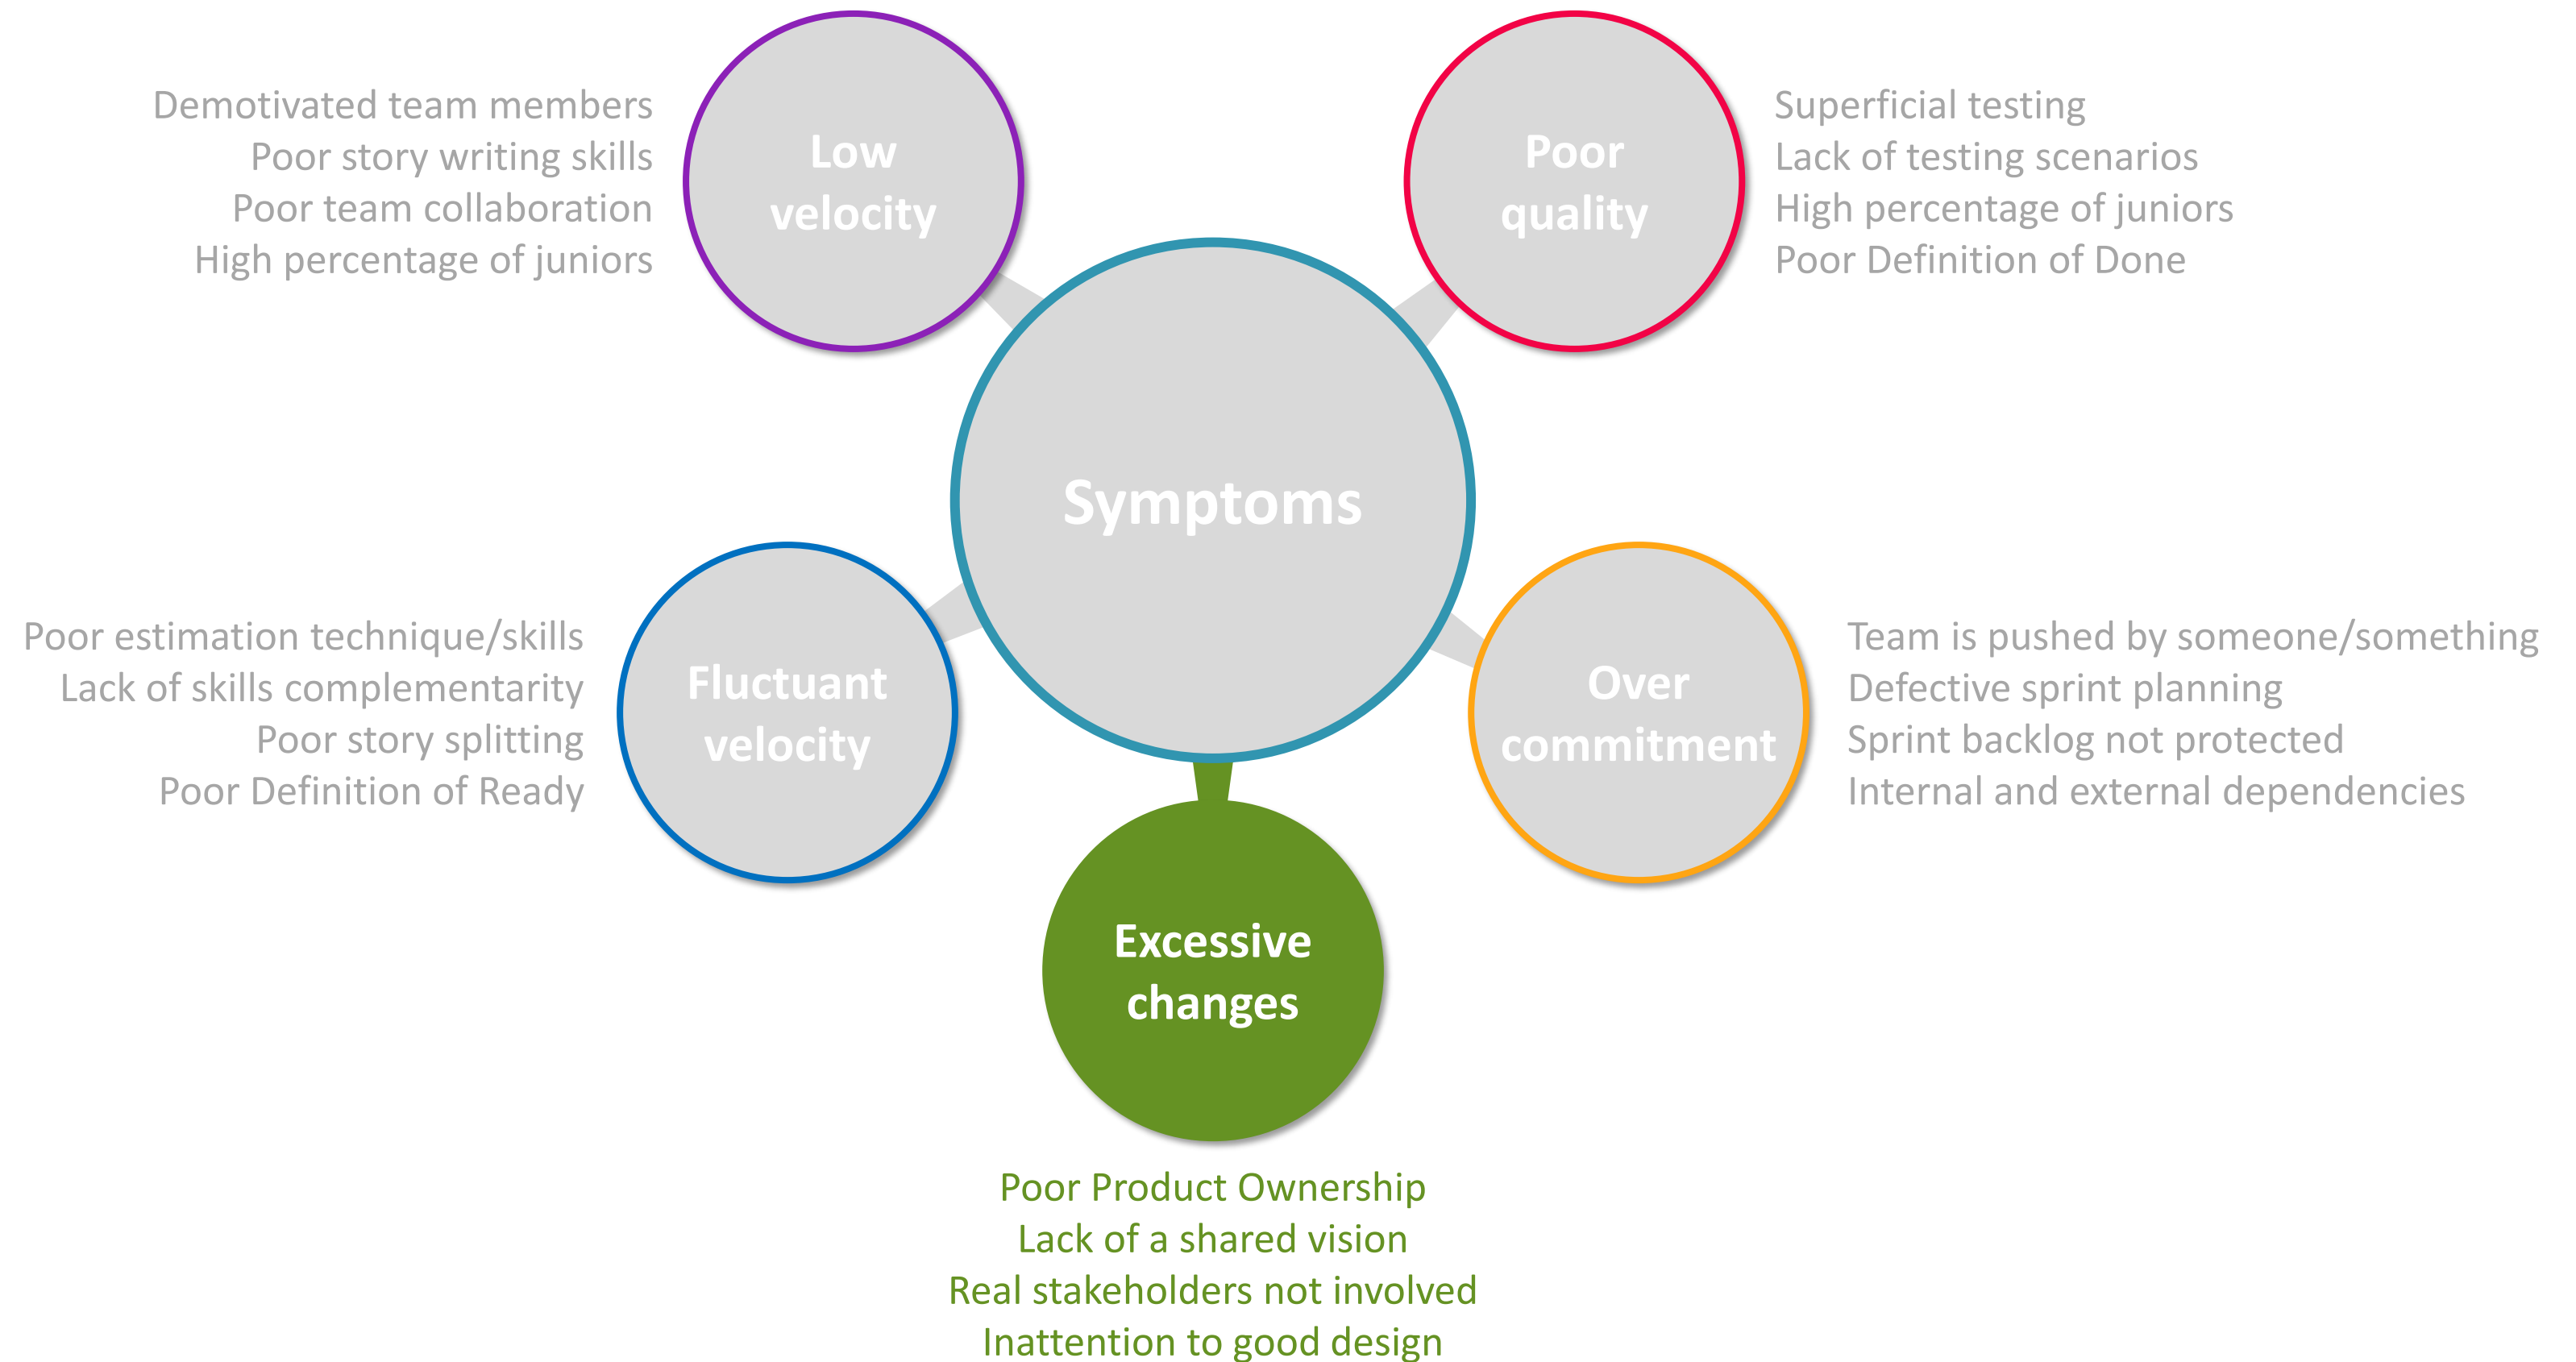 Demotivated team members
Poor story writing skills
Poor team collaboration
High percentage of juniors
Low
velocity
Poor
quality
Superficial testing
Lack of testing scenarios
High percentage of juniors
Poor Definition of Done
Symptoms
Poor estimation technique/skills
Lack of skills complementarity
Poor story splitting
Poor Definition of Ready
Fluctuant
velocity
Over
commitment
Team is pushed by someone/something
Defective sprint planning
Sprint backlog not protected
Internal and external dependencies
Excessive
changes
Poor Product Ownership
Lack of a shared vision
Real stakeholders not involved
Inattention to good design